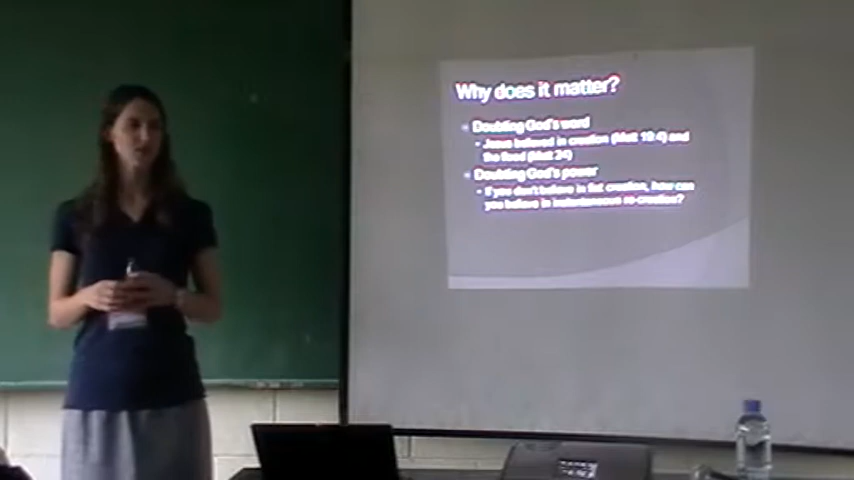 Why does it matter?
Doubting God's word
Jesus believed in creation (Matt 19:4) and
the flood (Matt 24)
Doubting God's power
If you don't believe in fiat creation, how can
you believe in instantaneous re-creation?